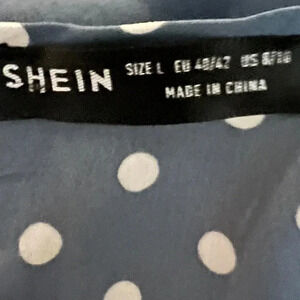 SHEIN SIZE L EU 40/42 US 8/10
MADE IN CHINA